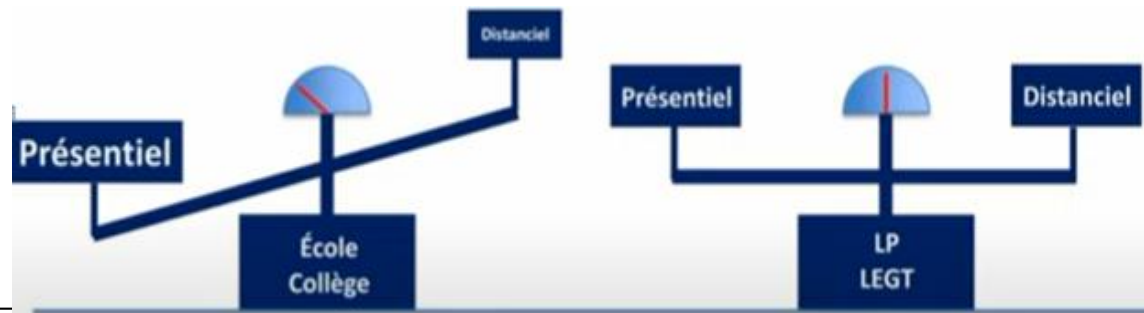 Distanciel
Présentiel
École
Collège
Présentiel
Distanciel
LP
LEGT